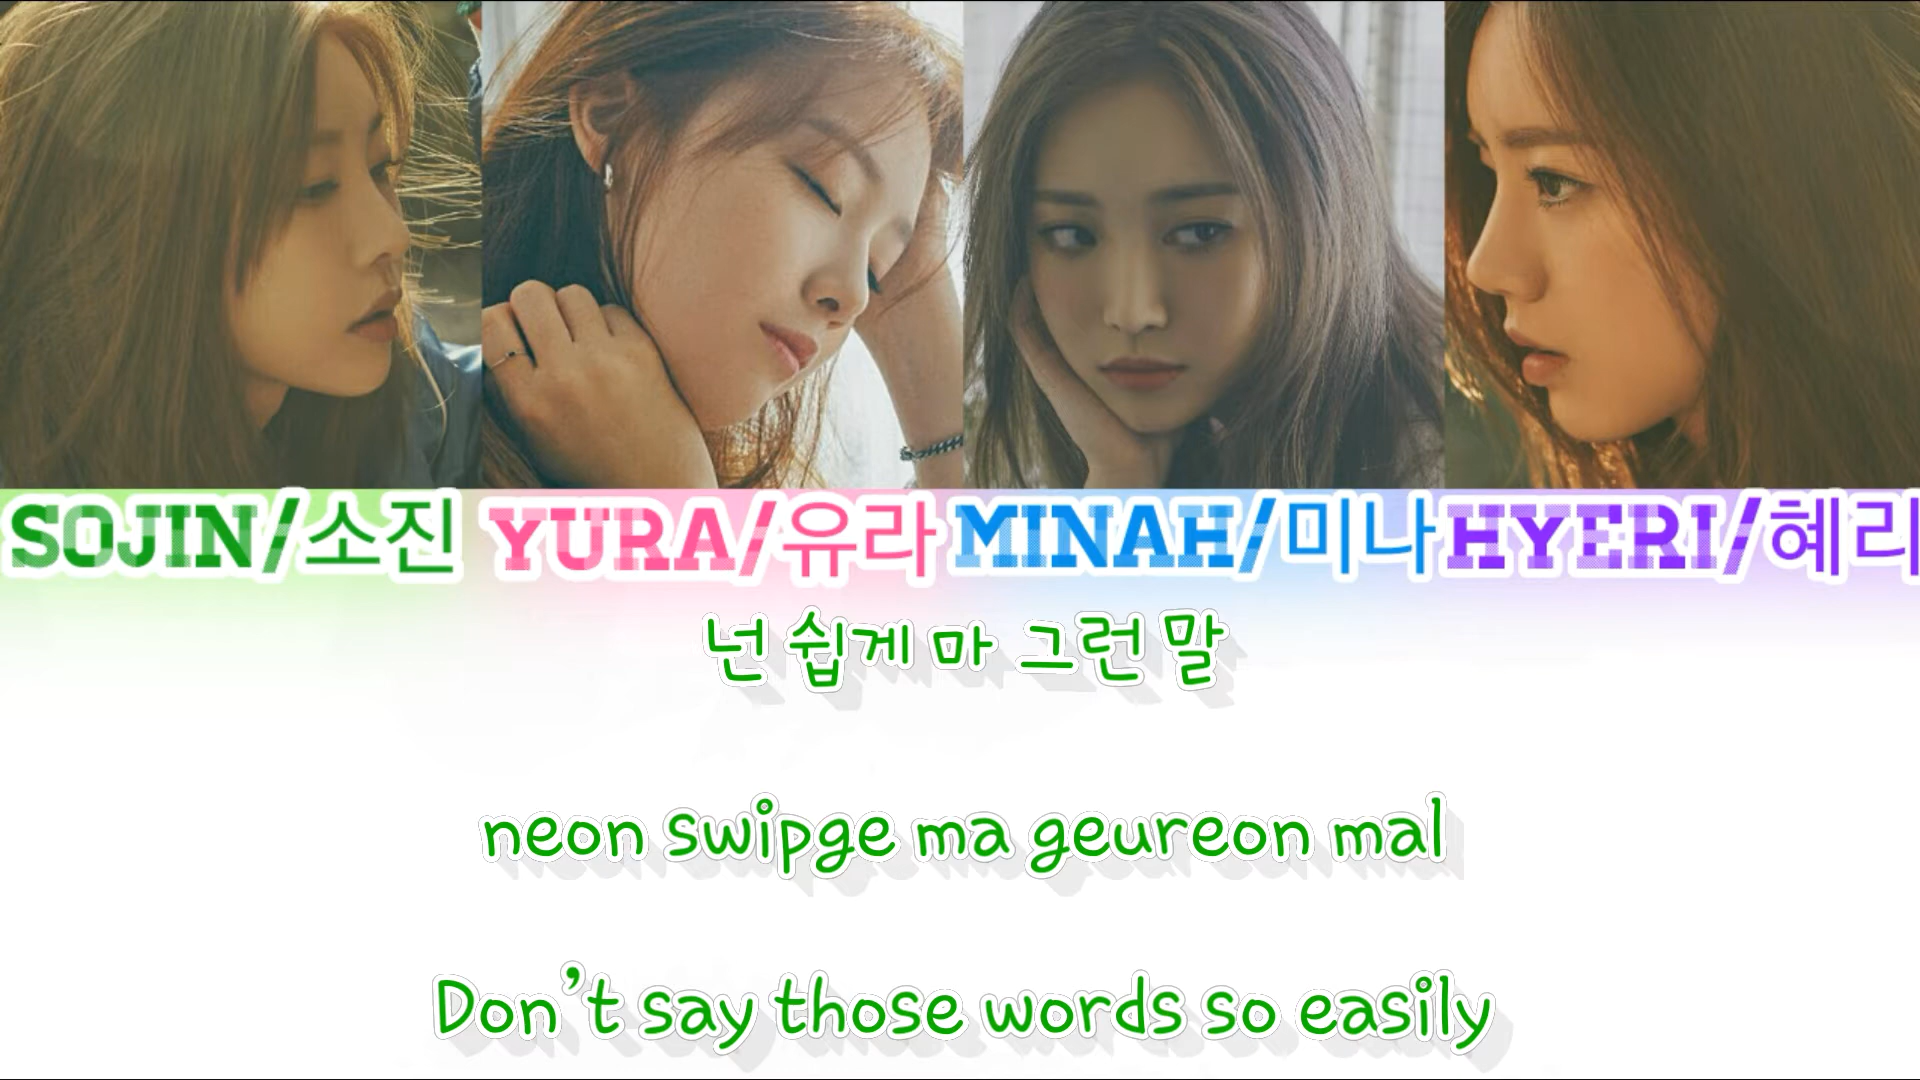 SOJIN/소진 YURA/유라 MINAH/미나 HYERI/혜리
넌 쉽게 마 그런 말
neon swipge ma geureon mal
Don't say those words so easily